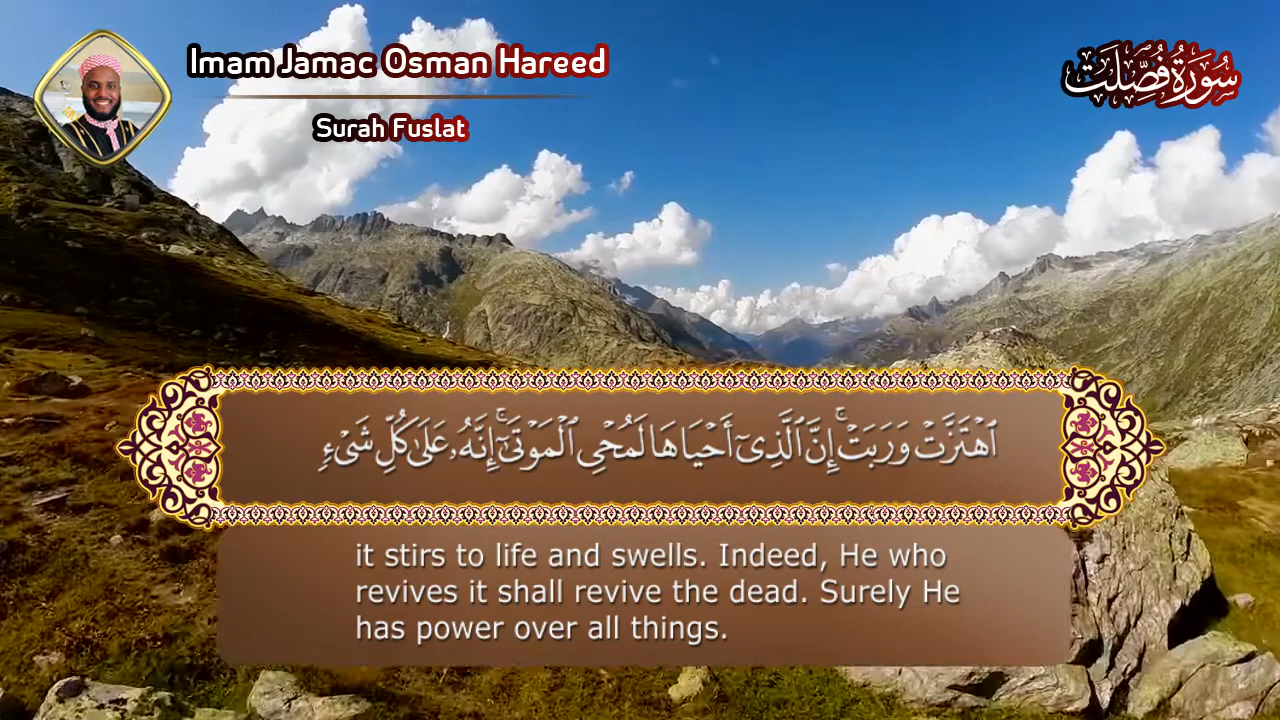 Imam Jamac Osman Hareed
Surah Fuslat
سُورَةُ فُصِّلَتْ
ٱهْتَزَّتْ وَرَبَتْ ۚ إِنَّ ٱلَّذِىٓ أَحْيَاهَا لَمُحْىِ ٱلْمَوْتَىٰٓ ۚ إِنَّهُۥ عَلَىٰ كُلِّ شَىْءٍ
it stirs to life and swells. Indeed, He who
revives it shall revive the dead. Surely He
has power over all things.